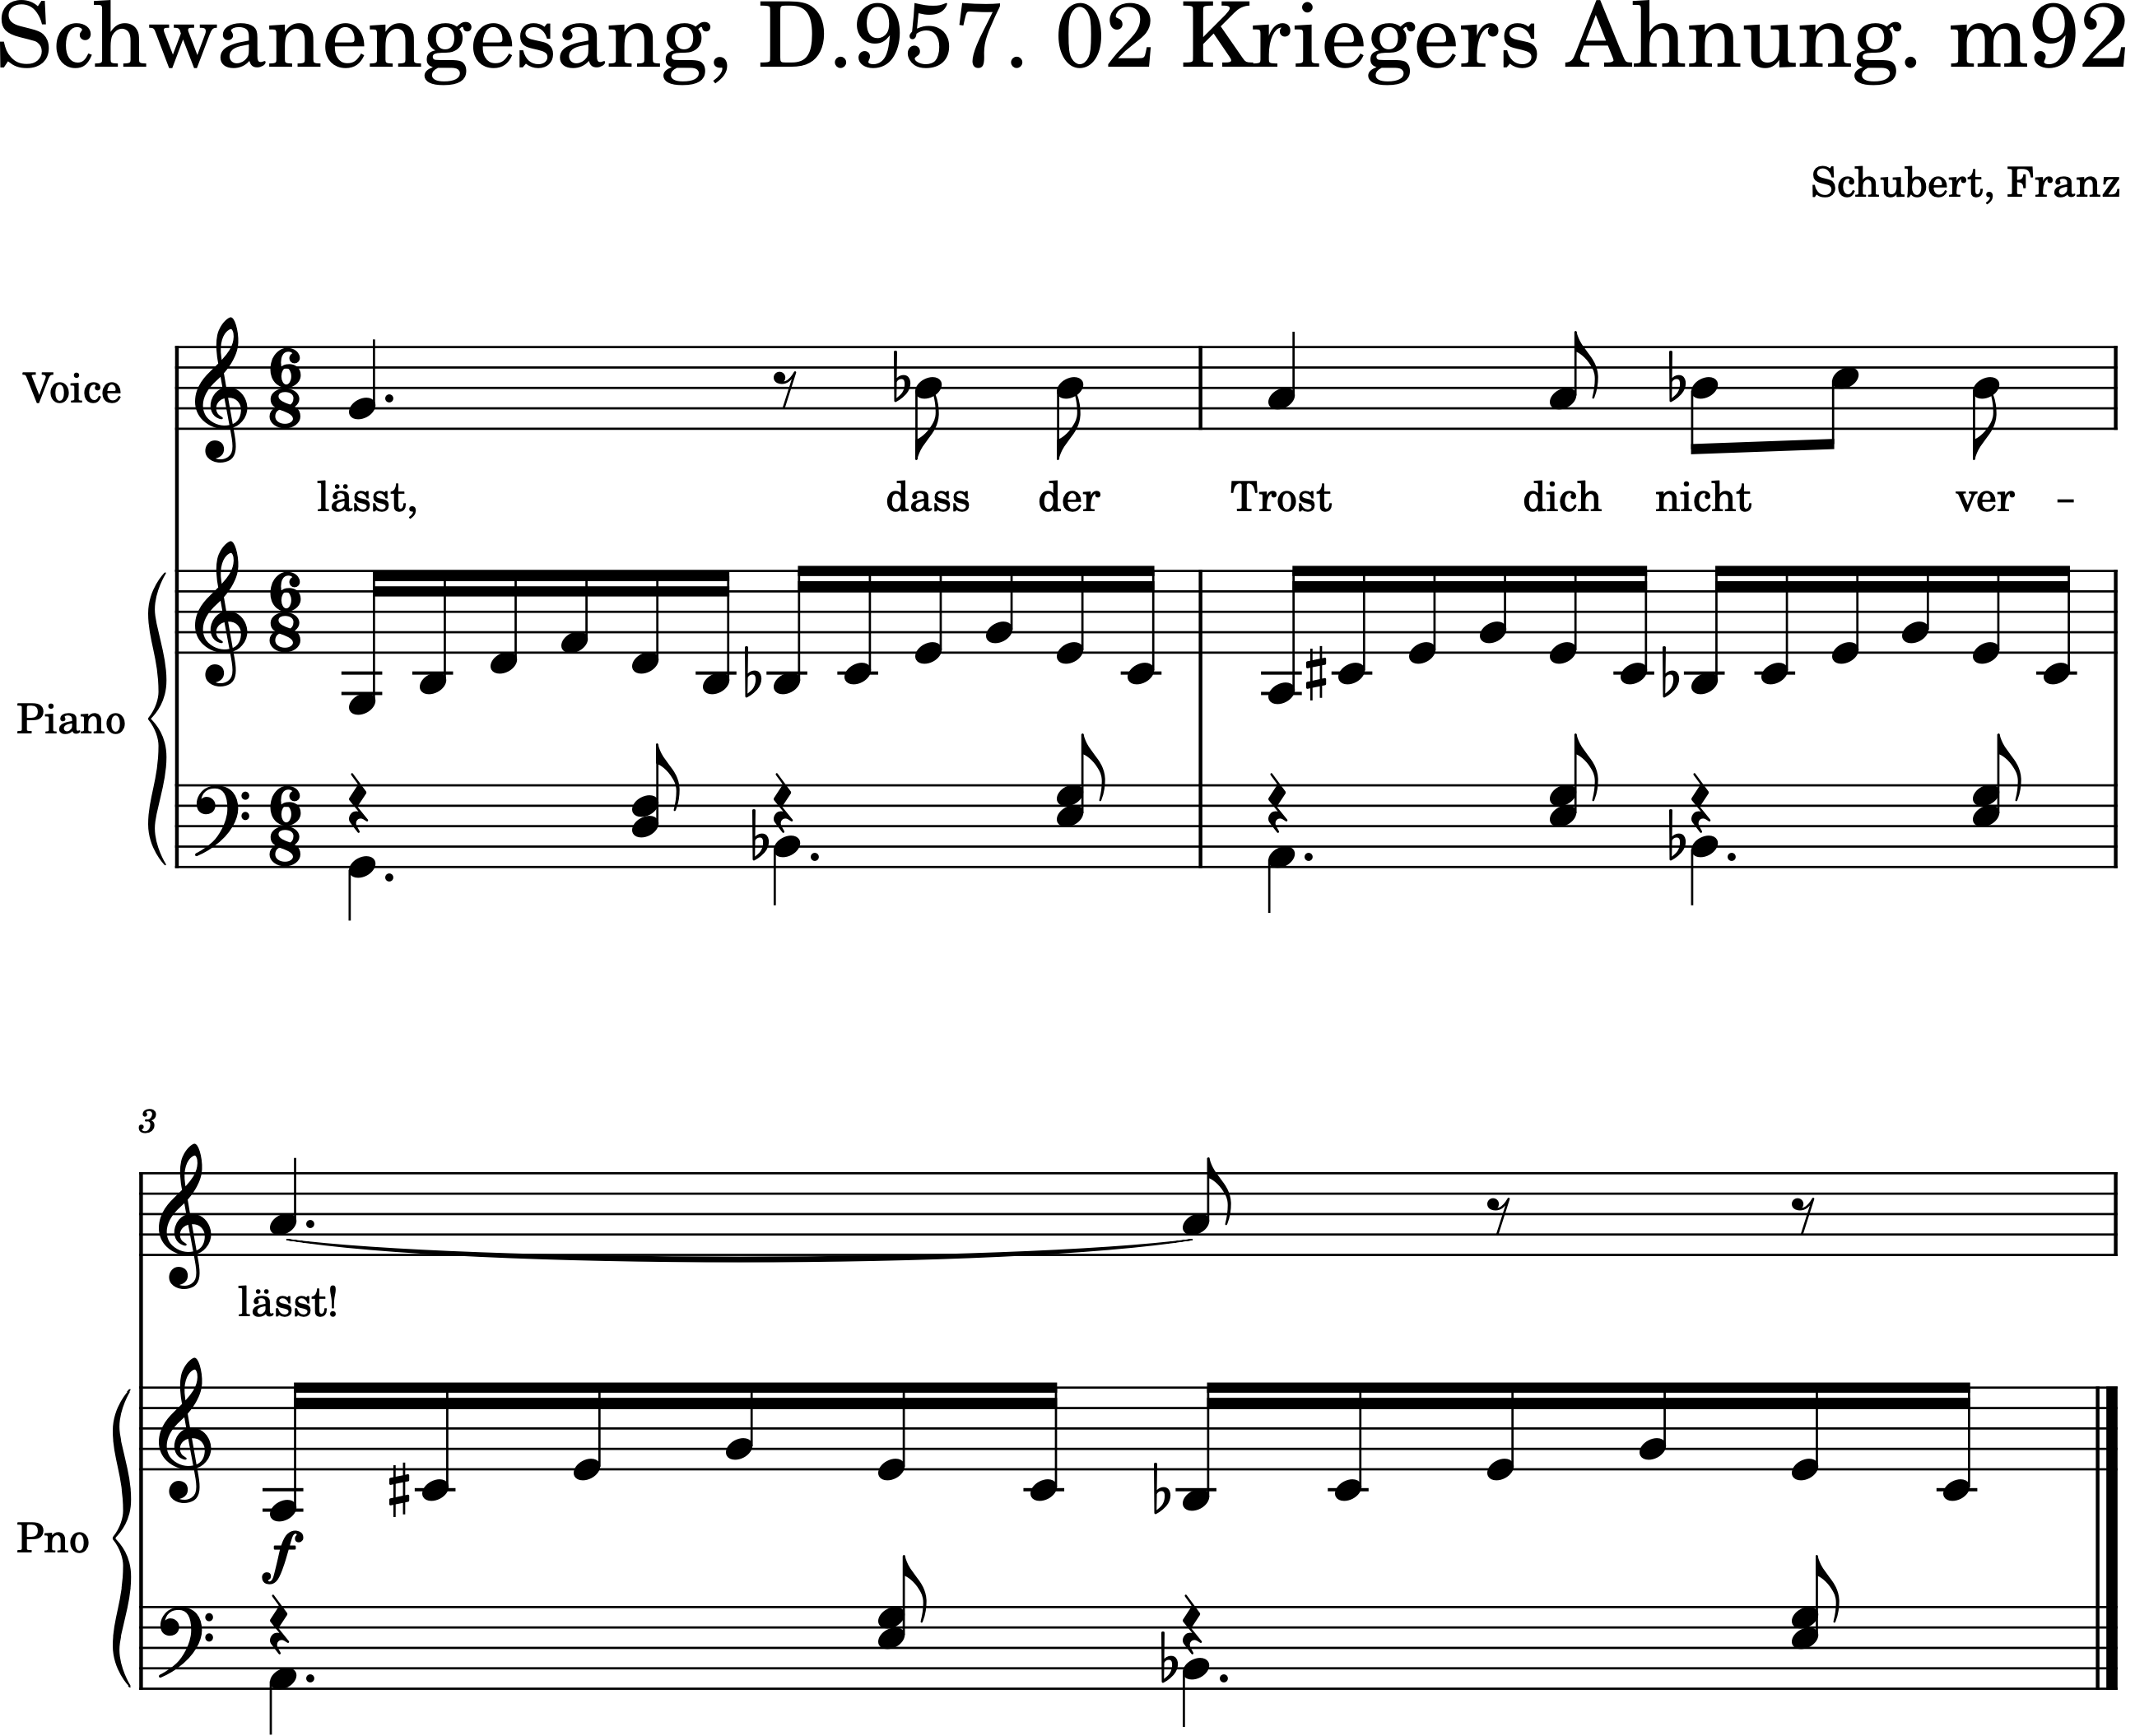 Schwanengesang, D.957. 02 Kriegers Ahnung. m92
Schubert, Franz
Voice
lässt, dass der Trost dich nicht ver -
Piano
3
lässt!
Pno
f